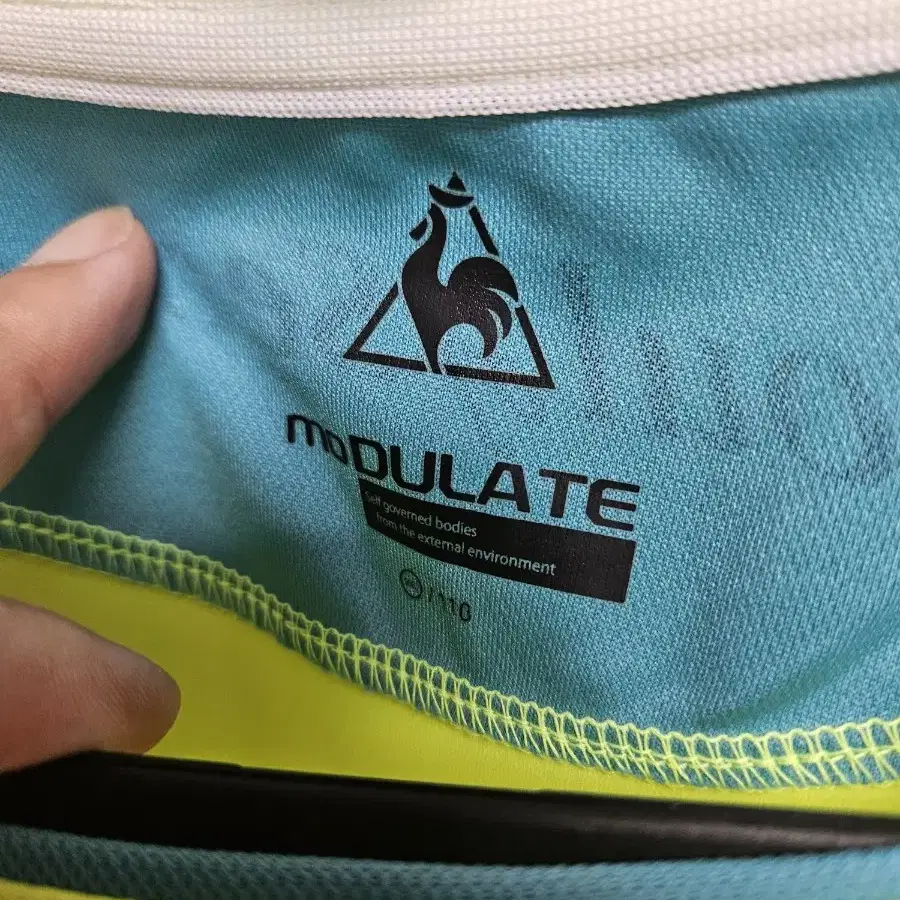 moDULATE
Self governed bodies
from the external environment
/110